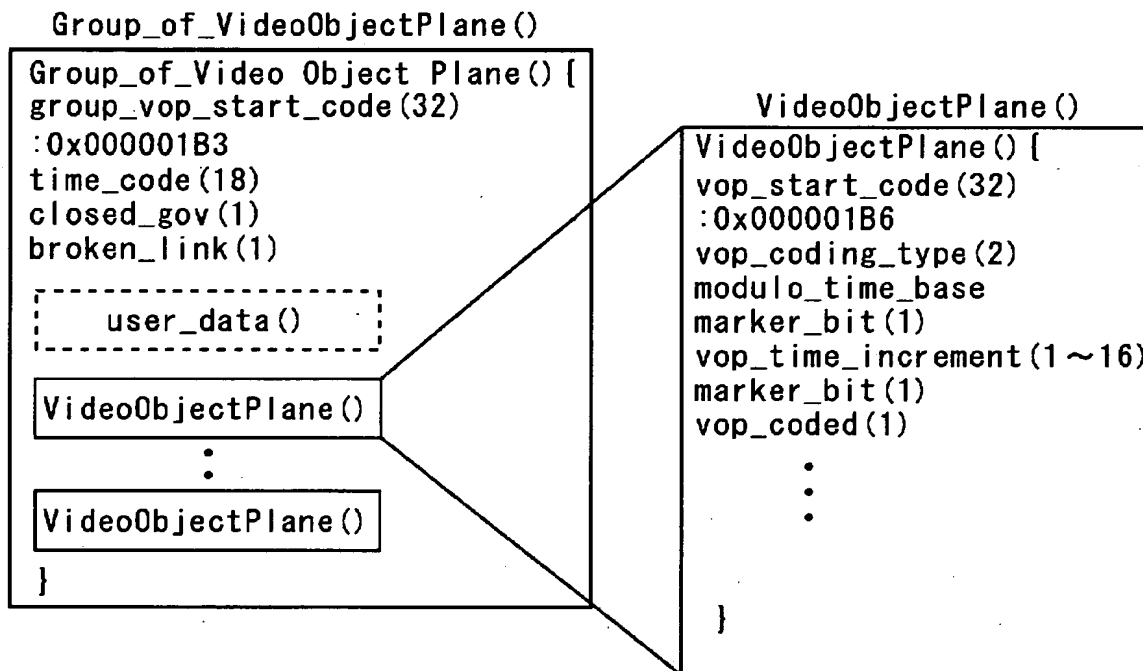 Group_of_VideoObjectPlane()
Group_of_Video Object Plane(){
group_vop_start_code(32)
:0x000001B3
time_code(18)
closed_gov(1)
broken_link(1)
user_data()
VideoObjectPlane()
VideoObjectPlane()
}
VideoObjectPlane()
VideoObjectPlane(){
vop_start_code(32)
:0x000001B6
vop_coding_type(2)
modulo_time_base
marker_bit(1)
vop_time_increment(1～16)
marker_bit(1)
vop_coded(1)
}